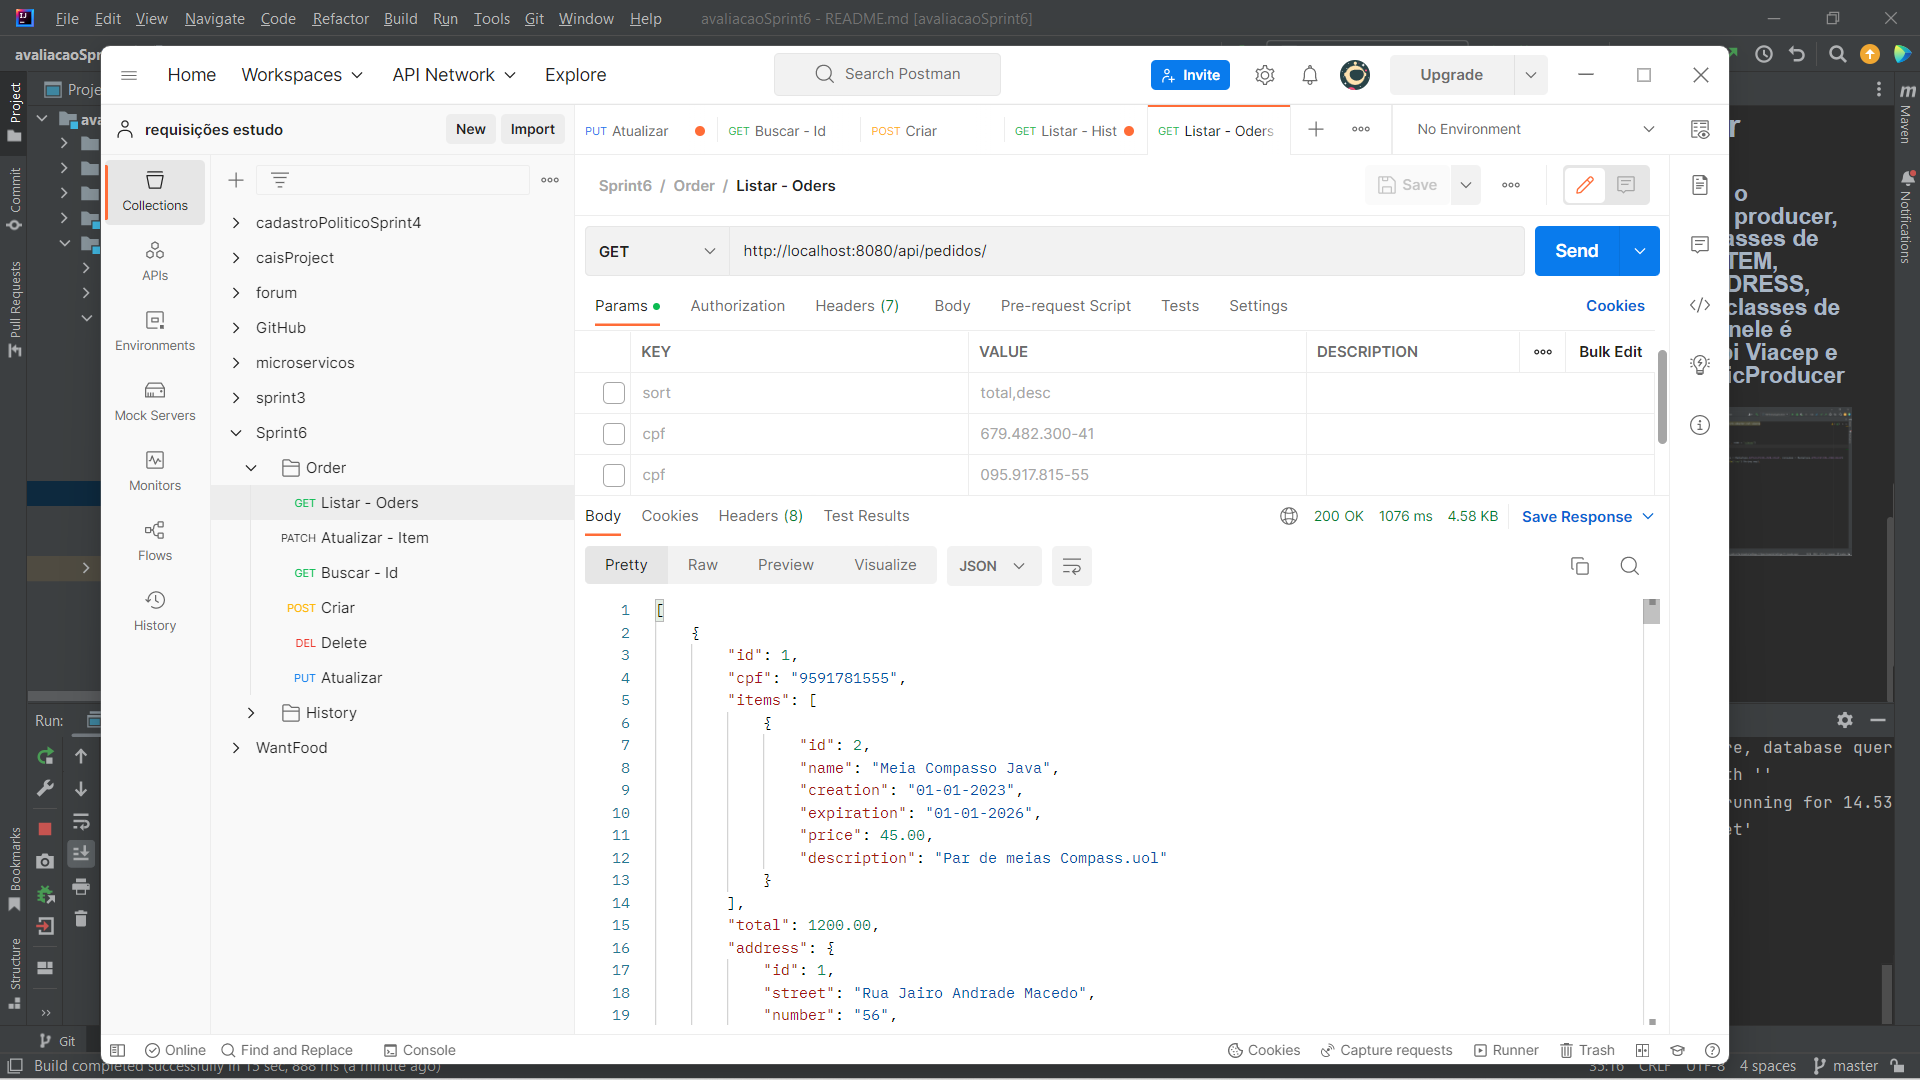 File Edit View Navigate Code Refactor Build Run Tools Git Window Help avaliacaoSprint6 - README.md [avaliacaoSprint6]
avaliacaoSpr
Home Workspaces API Network Explore Search Postman Invite Upgrade
requisições estudo New Import
PUT Atualizar GET Buscar - Id POST Criar GET Listar - Hist GET Listar - Oders No Environment
Project
Commit
Pull Requests
Bookmarks
Structure
Proje
ava
Collections
APIs
Environments
Mock Servers
Monitors
Flows
History
cadastroPoliticoSprint4
caisProject
forum
GitHub
microservicos
sprint3
Sprint6
Order
GET Listar - Oders
PATCH Atualizar - Item
GET Buscar - Id
POST Criar
DEL Delete
PUT Atualizar
History
WantFood
Sprint6 / Order / Listar - Oders Save
GET http://localhost:8080/api/pedidos/ Send
Params Authorization Headers (7) Body Pre-request Script Tests Settings Cookies
KEY VALUE DESCRIPTION Bulk Edit
sort total,desc
cpf 679.482.300-41
cpf 095.917.815-55
Body Cookies Headers (8) Test Results 200 OK 1076 ms 4.58 KB Save Response
Pretty Raw Preview Visualize JSON
1 [
2 {
3 "id": 1,
4 "cpf": "9591781555",
5 "items": [
6 {
7 "id": 2,
8 "name": "Meia Compasso Java",
9 "creation": "01-01-2023",
10 "expiration": "01-01-2026",
11 "price": 45.00,
12 "description": "Par de meias Compass.uol"
13 }
14 ],
15 "total": 1200.00,
16 "address": {
17 "id": 1,
18 "street": "Rua Jairo Andrade Macedo",
19 "number": "56",
Online Find and Replace Console Cookies Capture requests Runner Trash
m Maven
Notifications
r
o
producer,
asses de
TEM,
DRESS,
classes de
nele é
oi Viacep e
icProducer
Run:
re, database quer
th ''
running for 14.53
et'
Git
Build completed successfully in 15 sec, 888 ms (a minute ago) 35:16 CRLF UTF-8 4 spaces master